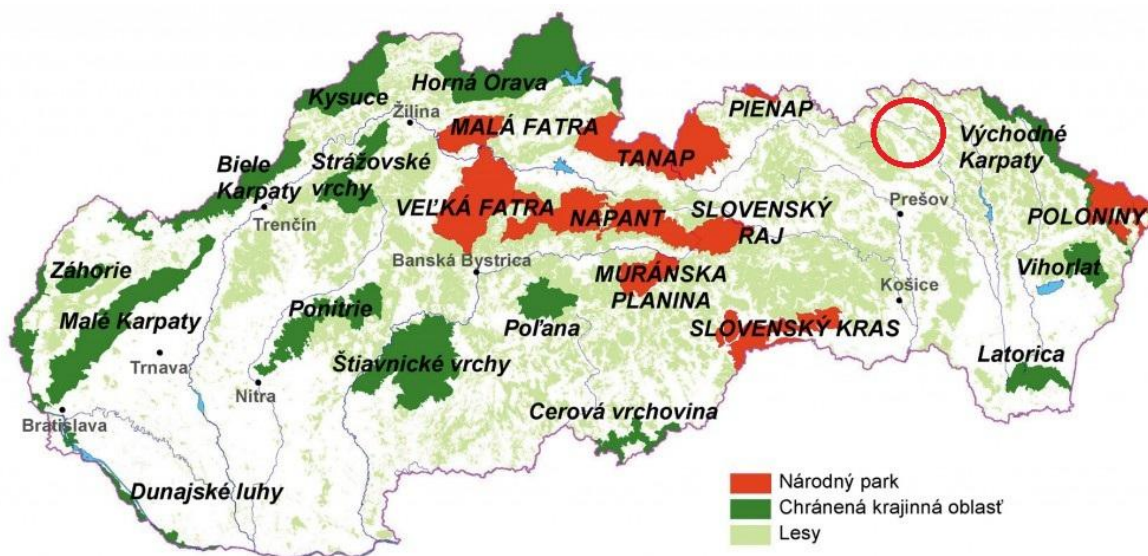 Horná Orava
Kysuce
Žilina
MALÁ FATRA
PIENAP
TANAP
Východné
Karpaty
Strážovské
vrchy
Biele
Karpaty
Trenčín
VEĽKÁ FATRA
NAPANT
SLOVENSKÝ
RAJ
Prešov
POLONINY
Banská Bystrica
MURÁNSKA
PLANINA
Košice
Vihorlat
Záhorie
Malé Karpaty
Ponitrie
Poľana
SLOVENSKÝ KRAS
Štiavnické vrchy
Trnava
Nitra
Latorica
Bratislava
Cerová vrchovina
Dunajské luhy
Národný park
Chránená krajinná oblasť
Lesy